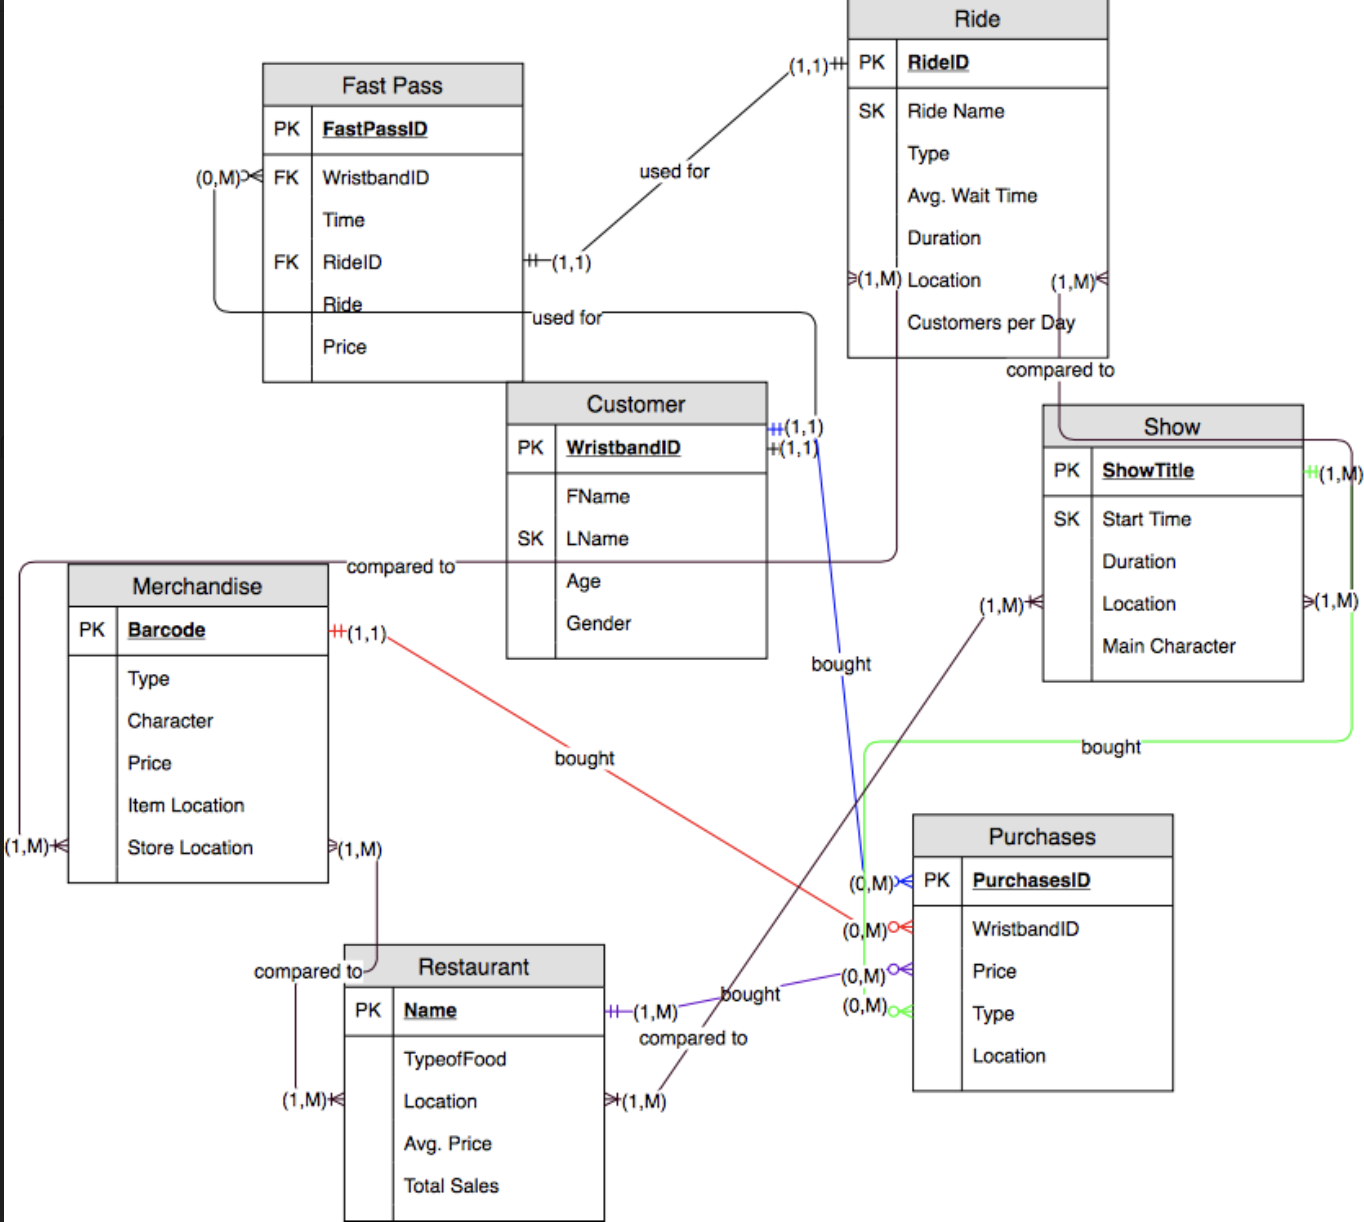 Ride
PK RideID
SK Ride Name
Type
Avg. Wait Time
Duration
(1,M) Location (1,M)
Customers per Day
(1,1)
used for
(1,1)
Fast Pass
PK FastPassID
(0,M) FK WristbandID
Time
FK RideID
Ride
Price
used for
compared to
Customer
PK WristbandID
FName
SK LName
Age
Gender
(1,1)
(1,1)
Show
PK ShowTitle
SK Start Time
Duration
Location
Main Character
(1,M)
(1,M)
(1,M)
compared to
Merchandise
PK Barcode
Type
Character
Price
Item Location
Store Location
(1,1)
(1,M)
(1,M)
bought
bought
bought
Purchases
PK PurchasesID
WristbandID
Price
Type
Location
(0,M)
(0,M)
(0,M)
(0,M)
compared to
Restaurant
PK Name
TypeofFood
Location
Avg. Price
Total Sales
(1,M)
bought
compared to
(1,M)
(1,M)